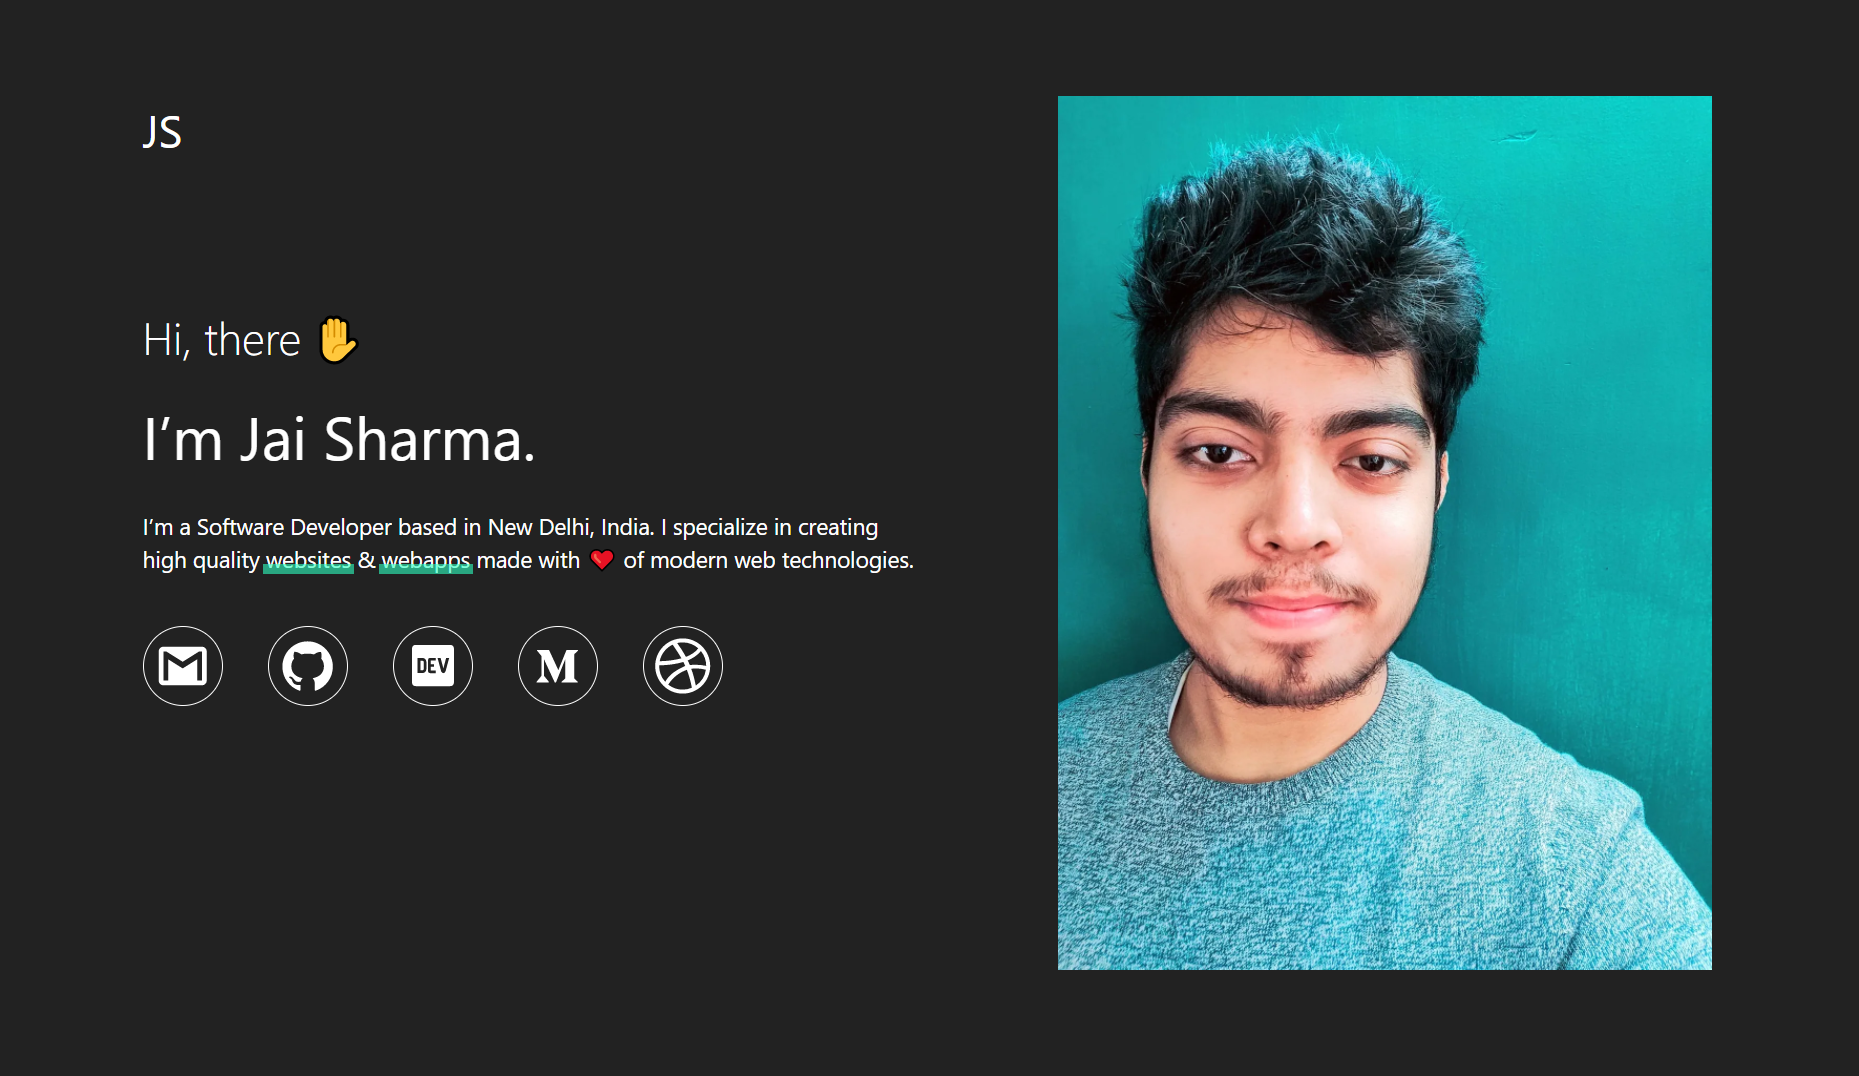 JS
Hi, there ✋
I’m Jai Sharma.
I’m a Software Developer based in New Delhi, India. I specialize in creating
high quality websites & webapps made with ❤️ of modern web technologies.
M DEV M